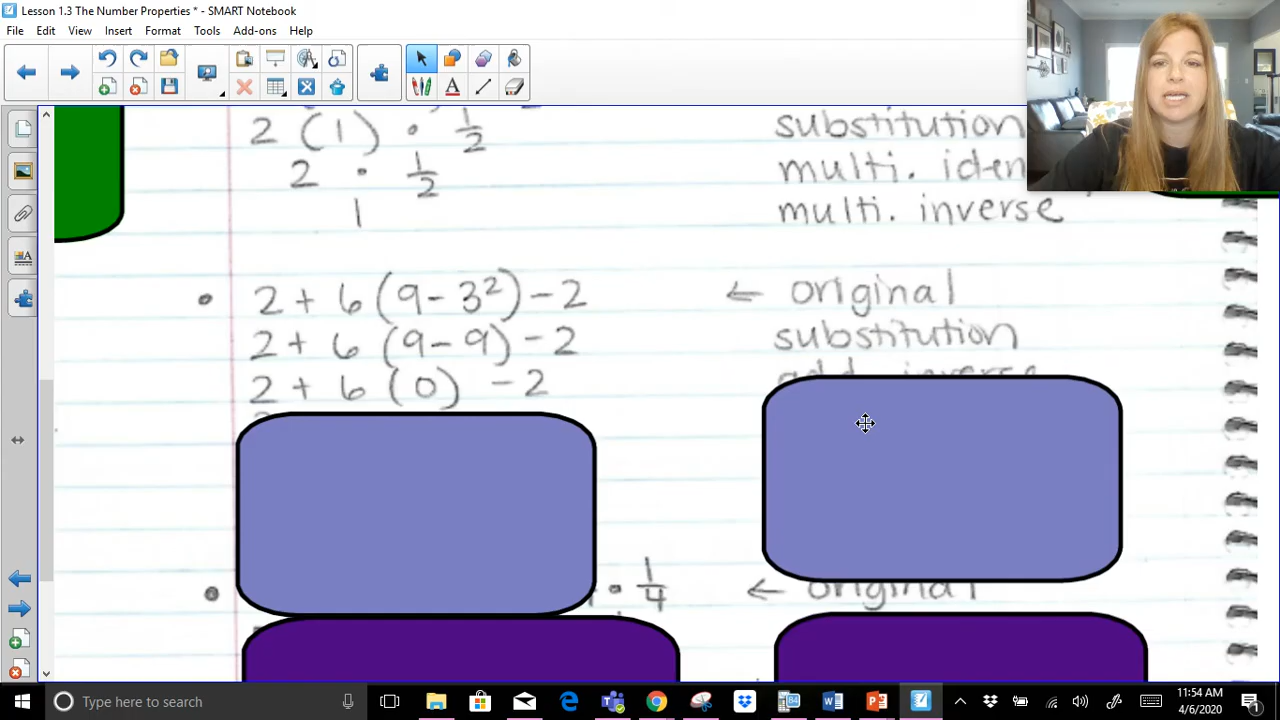 Lesson 1.3 The Number Properties * - SMART Notebook
File Edit View Insert Format Tools Add-ons Help
2 (1) · 1/2 substitution
2 · 1/2 multi. iden
1 multi. inverse
• 2 + 6 (9 - 3²) - 2 ← original
2 + 6 (9 - 9) - 2 substitution
2 + 6 (0) - 2 add. inverse
• · 1/4 ← original
Type here to search
11:54 AM
4/6/2020